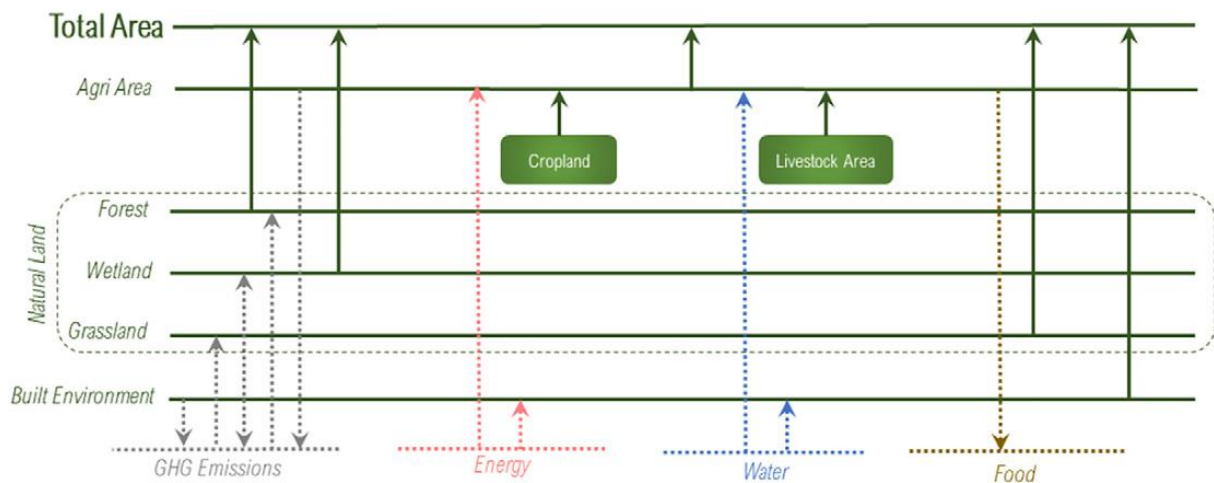 Total Area
Agri Area
Cropland
Livestock Area
Natural Land
Forest
Wetland
Grassland
Built Environment
GHG Emissions
Energy
Water
Food